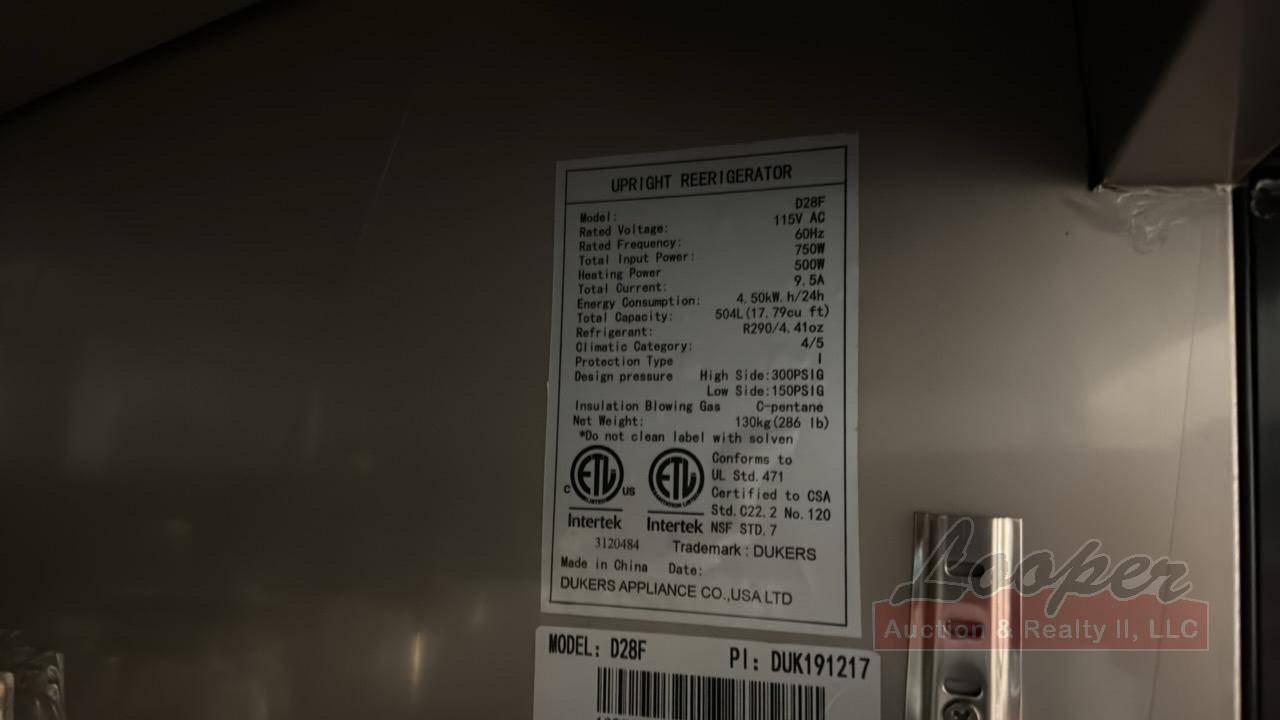 UPRIGHT REERIGERATOR
Model: D28F
Rated Voltage: 115V AC
Rated Frequency: 60Hz
Total Input Power: 750W
Heating Power 500W
Total Current: 9.5A
Energy Consumption: 4.50kW.h/24h
Total Capacity: 504L(17.79cu ft)
Refrigerant: R290/4.41oz
Climatic Category: 4/5
Protection Type I
Design pressure High Side:300PSIG
Low Side:150PSIG
Insulation Blowing Gas C-pentane
Net Weight: 130kg(286 lb)
*Do not clean label with solven
Conforms to
UL Std. 471
Certified to CSA
Std. C22.2 No.120
NSF STD.7
C ETL US
LISTED
Intertek
ETL
Intertek
3120484
Trademark : DUKERS
Made in China Date:
DUKERS APPLIANCE CO.,USA LTD
MODEL: D28F PI: DUK191217
Looper
Auction & Realty II, LLC